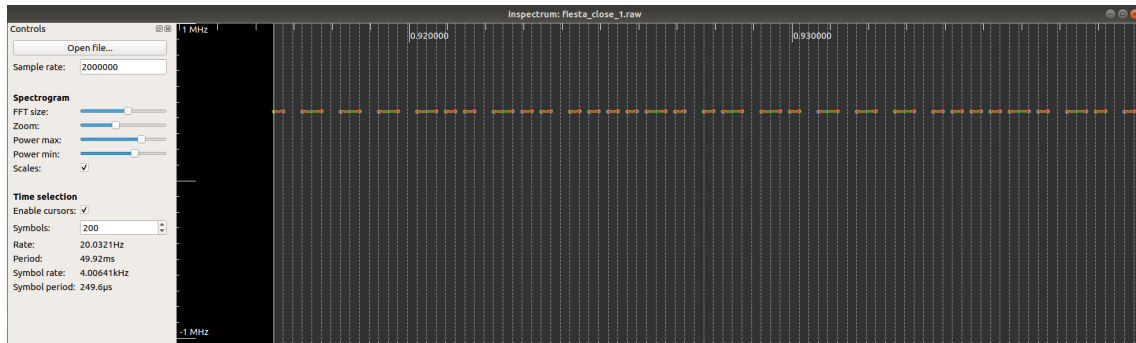 inspectrum: fiesta_close_1.raw
Controls
Open file...
Sample rate: 2000000
Spectrogram
FFT size:
Zoom:
Power max:
Power min:
Scales:
Time selection
Enable cursors:
Symbols: 200
Rate: 20.0321Hz
Period: 49.92ms
Symbol rate: 4.00641kHz
Symbol period: 249.6µs
1 MHz
0.920000
0.930000
-1 MHz